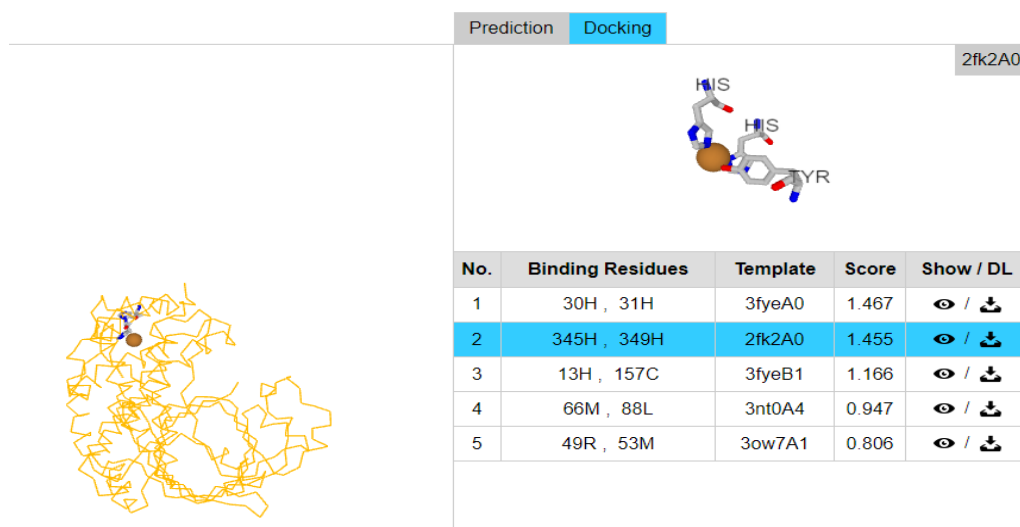 Prediction Docking
2fk2A0
HIS
HIS
TYR
No. Binding Residues Template Score Show / DL
1 30H , 31H 3fyeA0 1.467 /
2 345H , 349H 2fk2A0 1.455 /
3 13H , 157C 3fyeB1 1.166 /
4 66M , 88L 3nt0A4 0.947 /
5 49R , 53M 3ow7A1 0.806 /